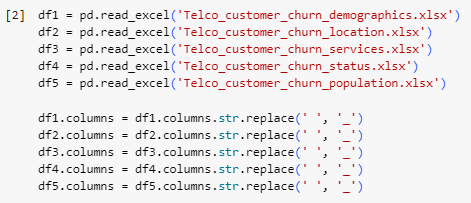 [2] df1 = pd.read_excel('Telco_customer_churn_demographics.xlsx')
df2 = pd.read_excel('Telco_customer_churn_location.xlsx')
df3 = pd.read_excel('Telco_customer_churn_services.xlsx')
df4 = pd.read_excel('Telco_customer_churn_status.xlsx')
df5 = pd.read_excel('Telco_customer_churn_population.xlsx')
df1.columns = df1.columns.str.replace(' ', '_')
df2.columns = df2.columns.str.replace(' ', '_')
df3.columns = df3.columns.str.replace(' ', '_')
df4.columns = df4.columns.str.replace(' ', '_')
df5.columns = df5.columns.str.replace(' ', '_')